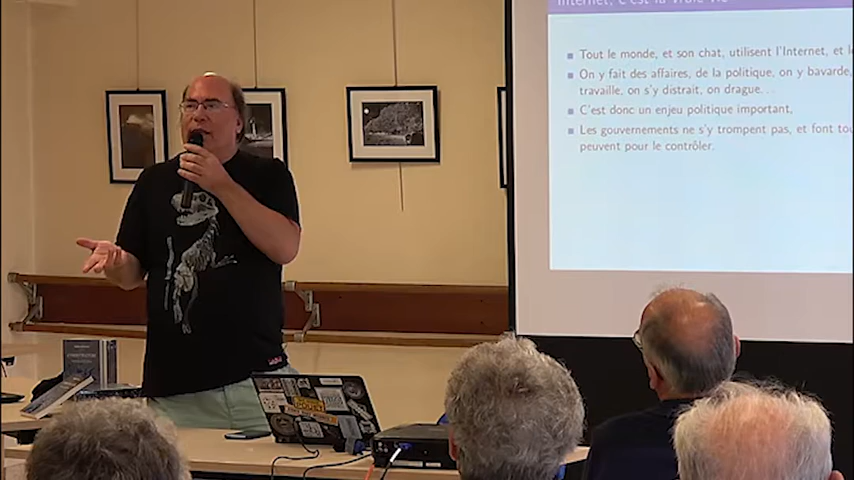 Internet, c'est la vraie vie
Tout le monde, et son chat, utilisent l'Internet, et
On y fait des affaires, de la politique, on y bavarde,
travaille, on s'y distrait, on drague…
C'est donc un enjeu politique important,
Les gouvernements ne s'y trompent pas, et font
peuvent pour le contrôler.